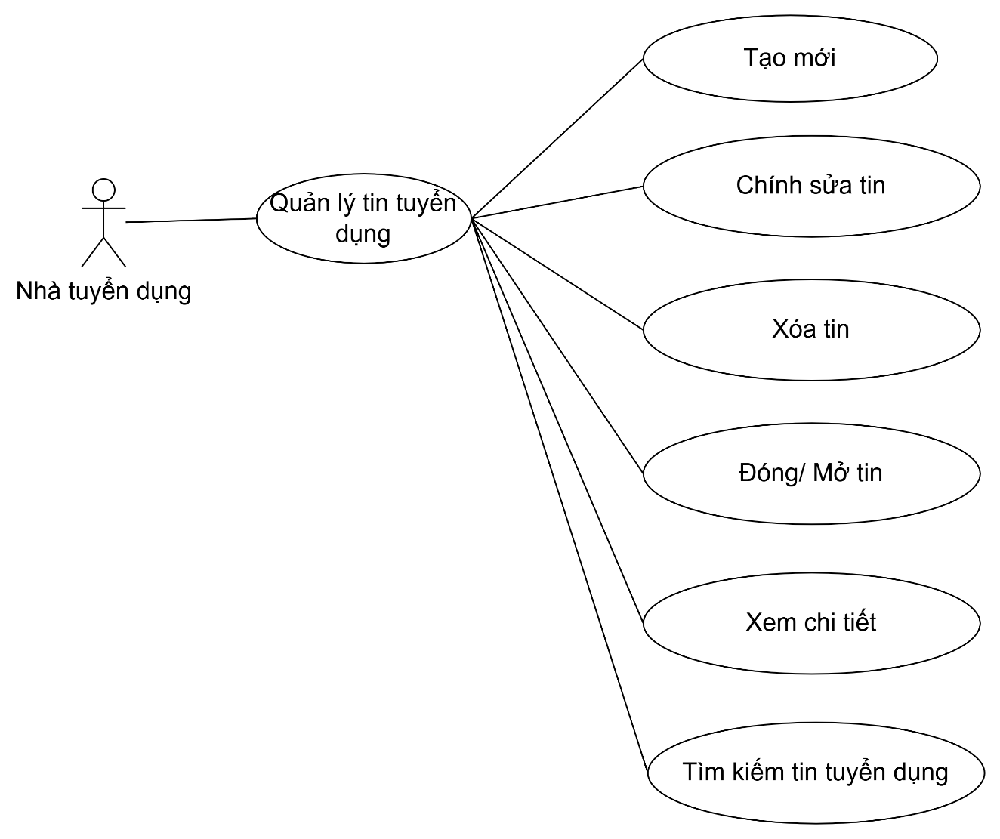 Tạo mới
Chính sửa tin
Quản lý tin tuyển
dụng
Nhà tuyển dụng
Xóa tin
Đóng/ Mở tin
Xem chi tiết
Tìm kiếm tin tuyển dụng